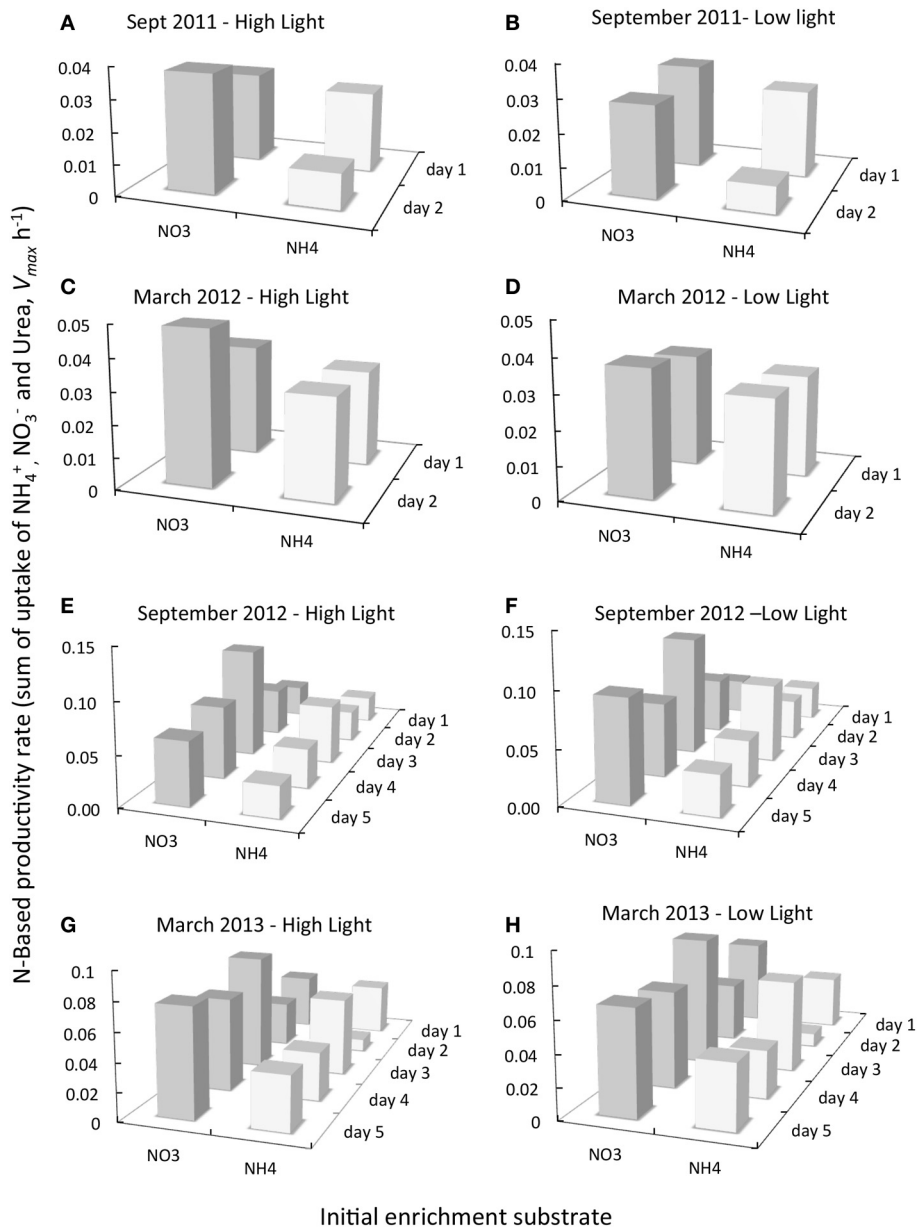 N-Based productivity rate (sum of uptake of NH₄⁺, NO₃⁻ and Urea, Vmax h⁻¹)
A
Sept 2011 - High Light
0.04
0.03
0.02
0.01
0
NO3
NH4
day 1
day 2
B
September 2011- Low light
0.04
0.03
0.02
0.01
0
NO3
NH4
day 1
day 2
C
March 2012 - High Light
0.05
0.04
0.03
0.02
0.01
0
NO3
NH4
day 1
day 2
D
March 2012 - Low Light
0.05
0.04
0.03
0.02
0.01
0
NO3
NH4
day 1
day 2
E
September 2012 - High Light
0.15
0.10
0.05
0.00
NO3
NH4
day 1
day 2
day 3
day 4
day 5
F
September 2012 –Low Light
0.15
0.10
0.05
0.00
NO3
NH4
day 1
day 2
day 3
day 4
day 5
G
March 2013 - High Light
0.1
0.08
0.06
0.04
0.02
0
NO3
NH4
day 1
day 2
day 3
day 4
day 5
H
March 2013 - Low Light
0.1
0.08
0.06
0.04
0.02
0
NO3
NH4
day 1
day 2
day 3
day 4
day 5
Initial enrichment substrate